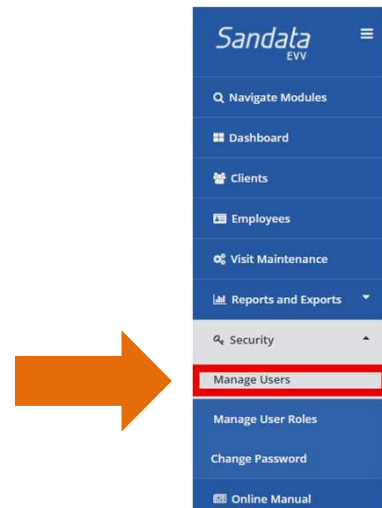 Sandata
EVV
Navigate Modules
Dashboard
Clients
Employees
Visit Maintenance
Reports and Exports
Security
Manage Users
Manage User Roles
Change Password
Online Manual